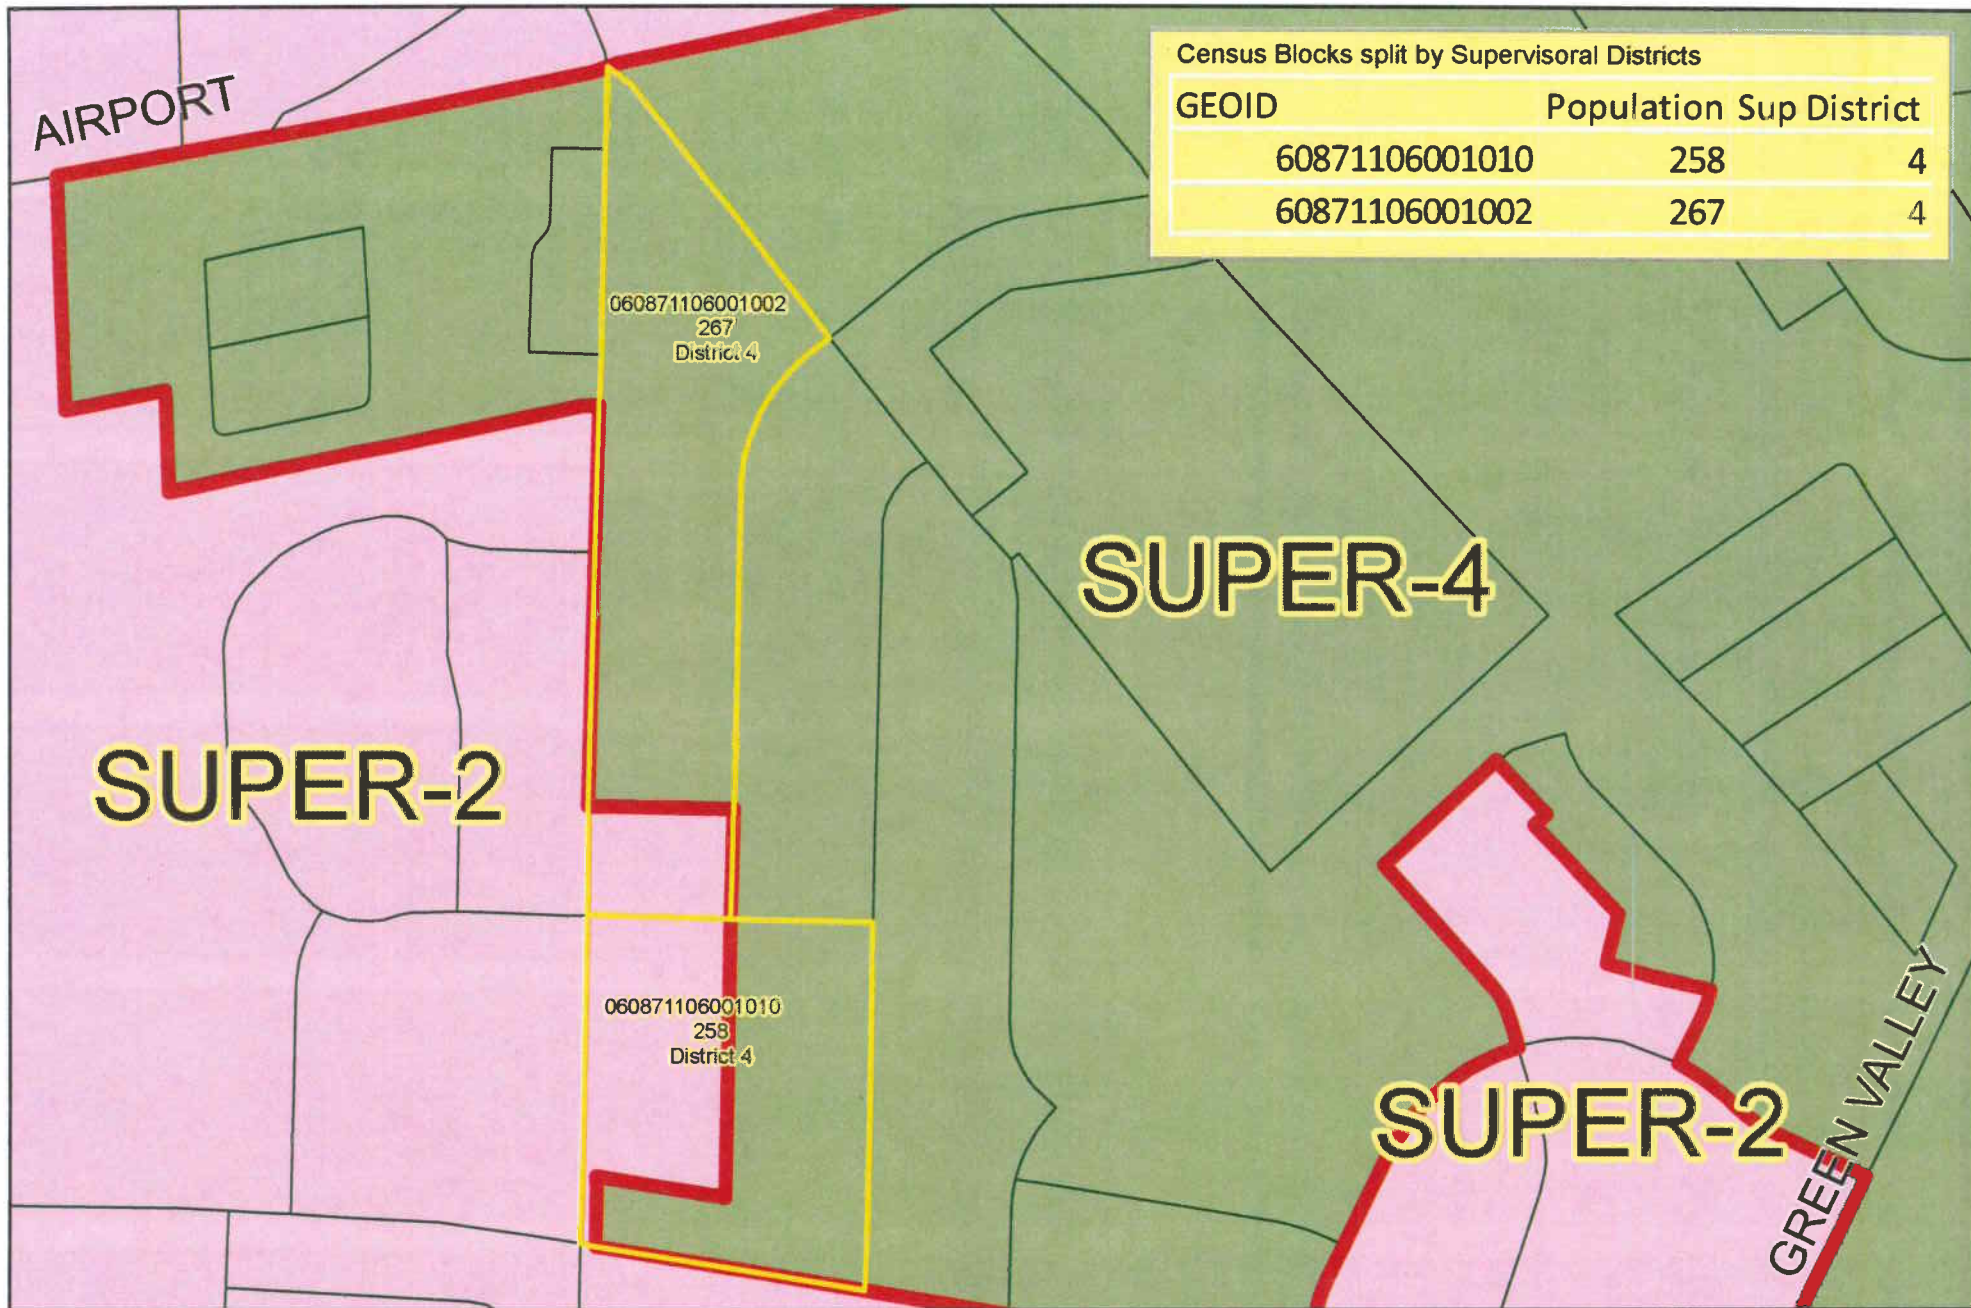 AIRPORT
Census Blocks split by Supervisoral Districts
GEOID Population Sup District
60871106001010 258 4
60871106001002 267 4
060871106001002
267
District 4
SUPER-4
SUPER-2
060871106001010
258
District 4
SUPER-2
GREEN VALLEY